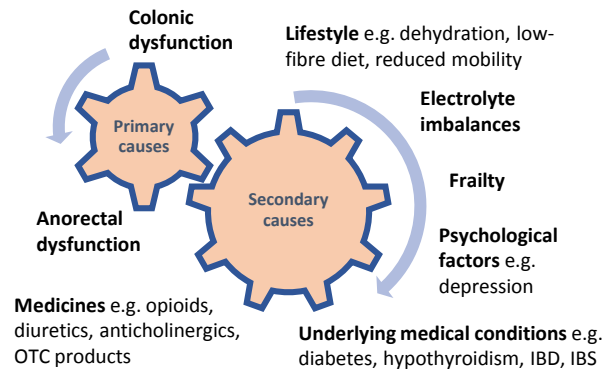 Colonic
dysfunction
Primary
causes
Anorectal
dysfunction
Lifestyle e.g. dehydration, low-
fibre diet, reduced mobility
Electrolyte
imbalances
Frailty
Secondary
causes
Psychological
factors e.g.
depression
Medicines e.g. opioids,
diuretics, anticholinergics,
OTC products
Underlying medical conditions e.g.
diabetes, hypothyroidism, IBD, IBS